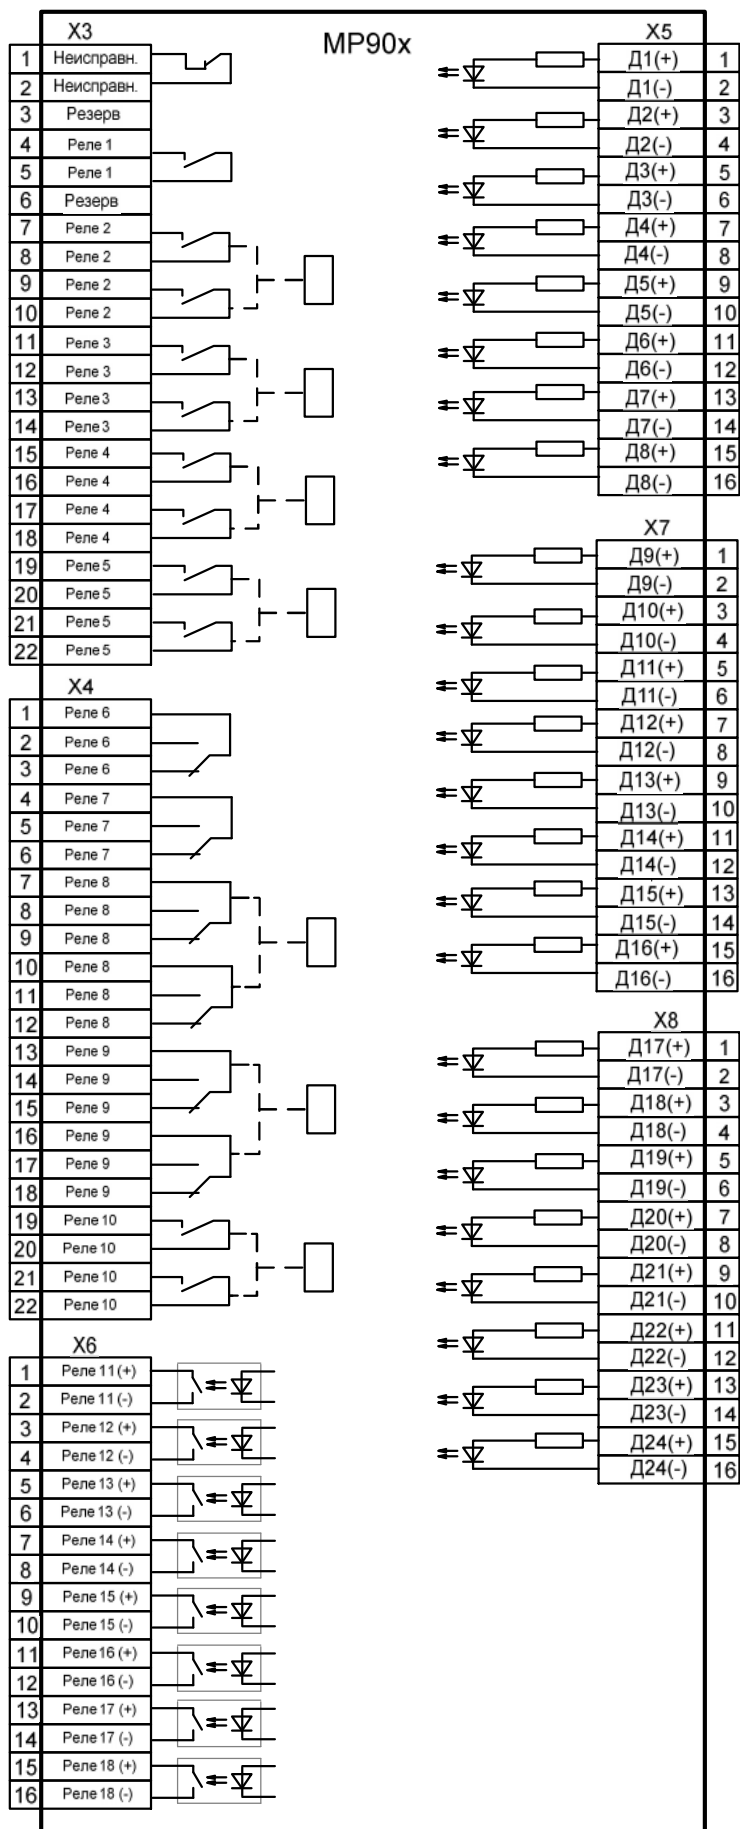 МР90х
X3
1 Неисправн.
2 Неисправн.
3 Резерв
4 Реле 1
5 Реле 1
6 Резерв
7 Реле 2
8 Реле 2
9 Реле 2
10 Реле 2
11 Реле 3
12 Реле 3
13 Реле 3
14 Реле 3
15 Реле 4
16 Реле 4
17 Реле 4
18 Реле 4
19 Реле 5
20 Реле 5
21 Реле 5
22 Реле 5
X4
1 Реле 6
2 Реле 6
3 Реле 6
4 Реле 7
5 Реле 7
6 Реле 7
7 Реле 8
8 Реле 8
9 Реле 8
10 Реле 8
11 Реле 8
12 Реле 8
13 Реле 9
14 Реле 9
15 Реле 9
16 Реле 9
17 Реле 9
18 Реле 9
19 Реле 10
20 Реле 10
21 Реле 10
22 Реле 10
X6
1 Реле 11 (+)
2 Реле 11 (-)
3 Реле 12 (+)
4 Реле 12 (-)
5 Реле 13 (+)
6 Реле 13 (-)
7 Реле 14 (+)
8 Реле 14 (-)
9 Реле 15 (+)
10 Реле 15 (-)
11 Реле 16 (+)
12 Реле 16 (-)
13 Реле 17 (+)
14 Реле 17 (-)
15 Реле 18 (+)
16 Реле 18 (-)
X5
Д1(+) 1
Д1(-) 2
Д2(+) 3
Д2(-) 4
Д3(+) 5
Д3(-) 6
Д4(+) 7
Д4(-) 8
Д5(+) 9
Д5(-) 10
Д6(+) 11
Д6(-) 12
Д7(+) 13
Д7(-) 14
Д8(+) 15
Д8(-) 16
X7
Д9(+) 1
Д9(-) 2
Д10(+) 3
Д10(-) 4
Д11(+) 5
Д11(-) 6
Д12(+) 7
Д12(-) 8
Д13(+) 9
Д13(-) 10
Д14(+) 11
Д14(-) 12
Д15(+) 13
Д15(-) 14
Д16(+) 15
Д16(-) 16
X8
Д17(+) 1
Д17(-) 2
Д18(+) 3
Д18(-) 4
Д19(+) 5
Д19(-) 6
Д20(+) 7
Д20(-) 8
Д21(+) 9
Д21(-) 10
Д22(+) 11
Д22(-) 12
Д23(+) 13
Д23(-) 14
Д24(+) 15
Д24(-) 16